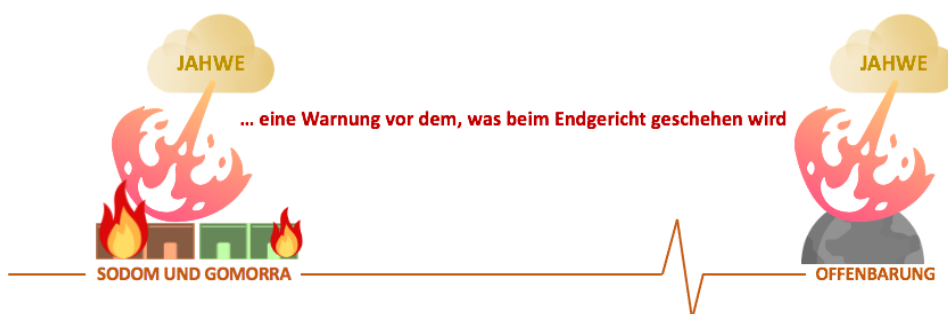 JAHWE
JAHWE
... eine Warnung vor dem, was beim Endgericht geschehen wird
SODOM UND GOMORRA
OFFENBARUNG